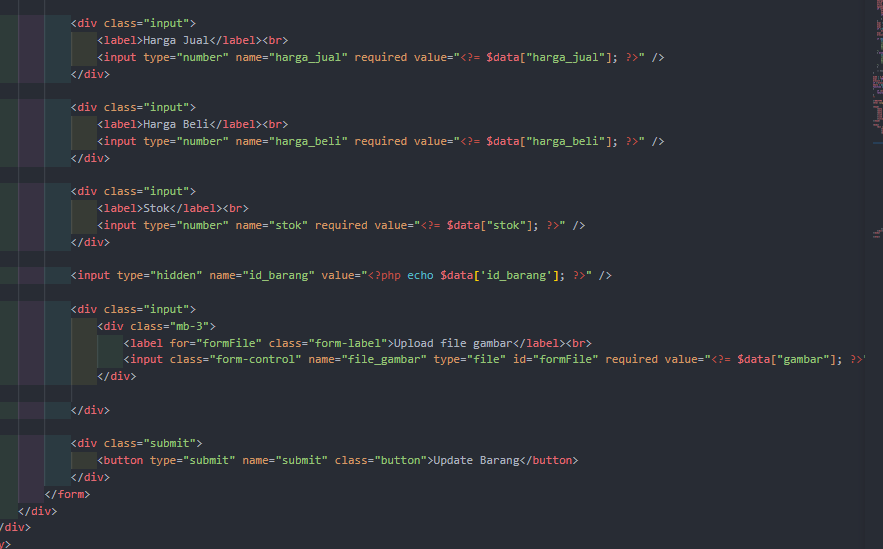 <div class="input">
<label>Harga Jual</label><br>
<input type="number" name="harga_jual" required value="<?= $data["harga_jual"]; ?>" />
</div>
<div class="input">
<label>Harga Beli</label><br>
<input type="number" name="harga_beli" required value="<?= $data["harga_beli"]; ?>" />
</div>
<div class="input">
<label>Stok</label><br>
<input type="number" name="stok" required value="<?= $data["stok"]; ?>" />
</div>
<input type="hidden" name="id_barang" value="<?php echo $data['id_barang']; ?>" />
<div class="input">
<div class="mb-3">
<label for="formFile" class="form-label">Upload file gambar</label><br>
<input class="form-control" name="file_gambar" type="file" id="formFile" required value="<?= $data["gambar"]; ?>"
</div>
</div>
<div class="submit">
<button type="submit" name="submit" class="button">Update Barang</button>
</div>
</form>
</div>
/div>
y>